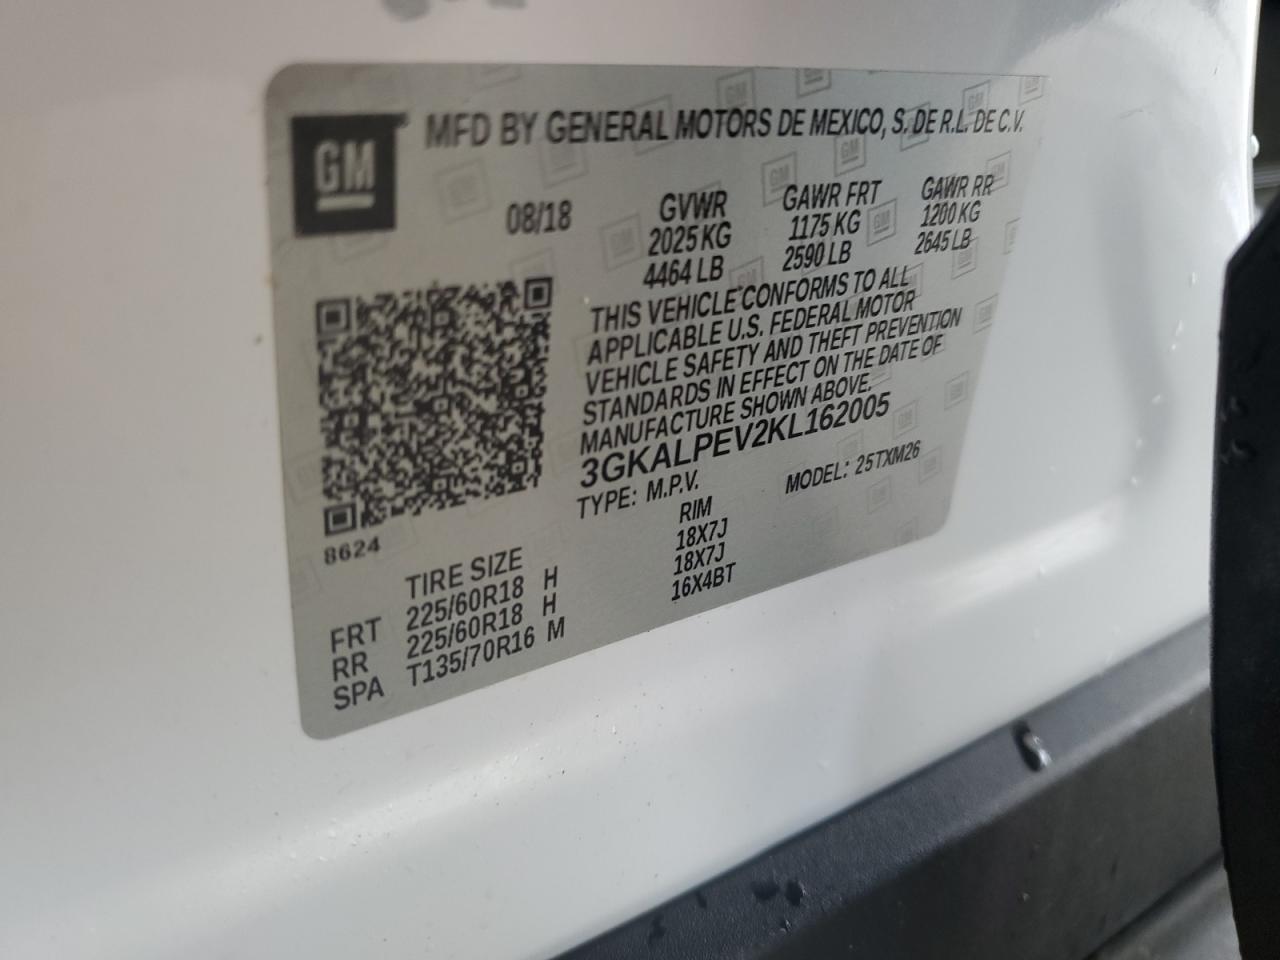 GM
MFD BY GENERAL MOTORS DE MEXICO, S. DE R.L. DE C.V.
08/18
GVWR GAWR FRT GAWR RR
2025 KG 1175 KG 1200 KG
4464 LB 2590 LB 2645 LB
THIS VEHICLE CONFORMS TO ALL
APPLICABLE U.S. FEDERAL MOTOR
VEHICLE SAFETY AND THEFT PREVENTION
STANDARDS IN EFFECT ON THE DATE OF
MANUFACTURE SHOWN ABOVE.
3GKALPEV2KL162005
TYPE: M.P.V. MODEL: 25TXM26
8624
TIRE SIZE RIM
FRT 225/60R18 H 18X7J
RR 225/60R18 H 18X7J
SPA T135/70R16 M 16X4BT